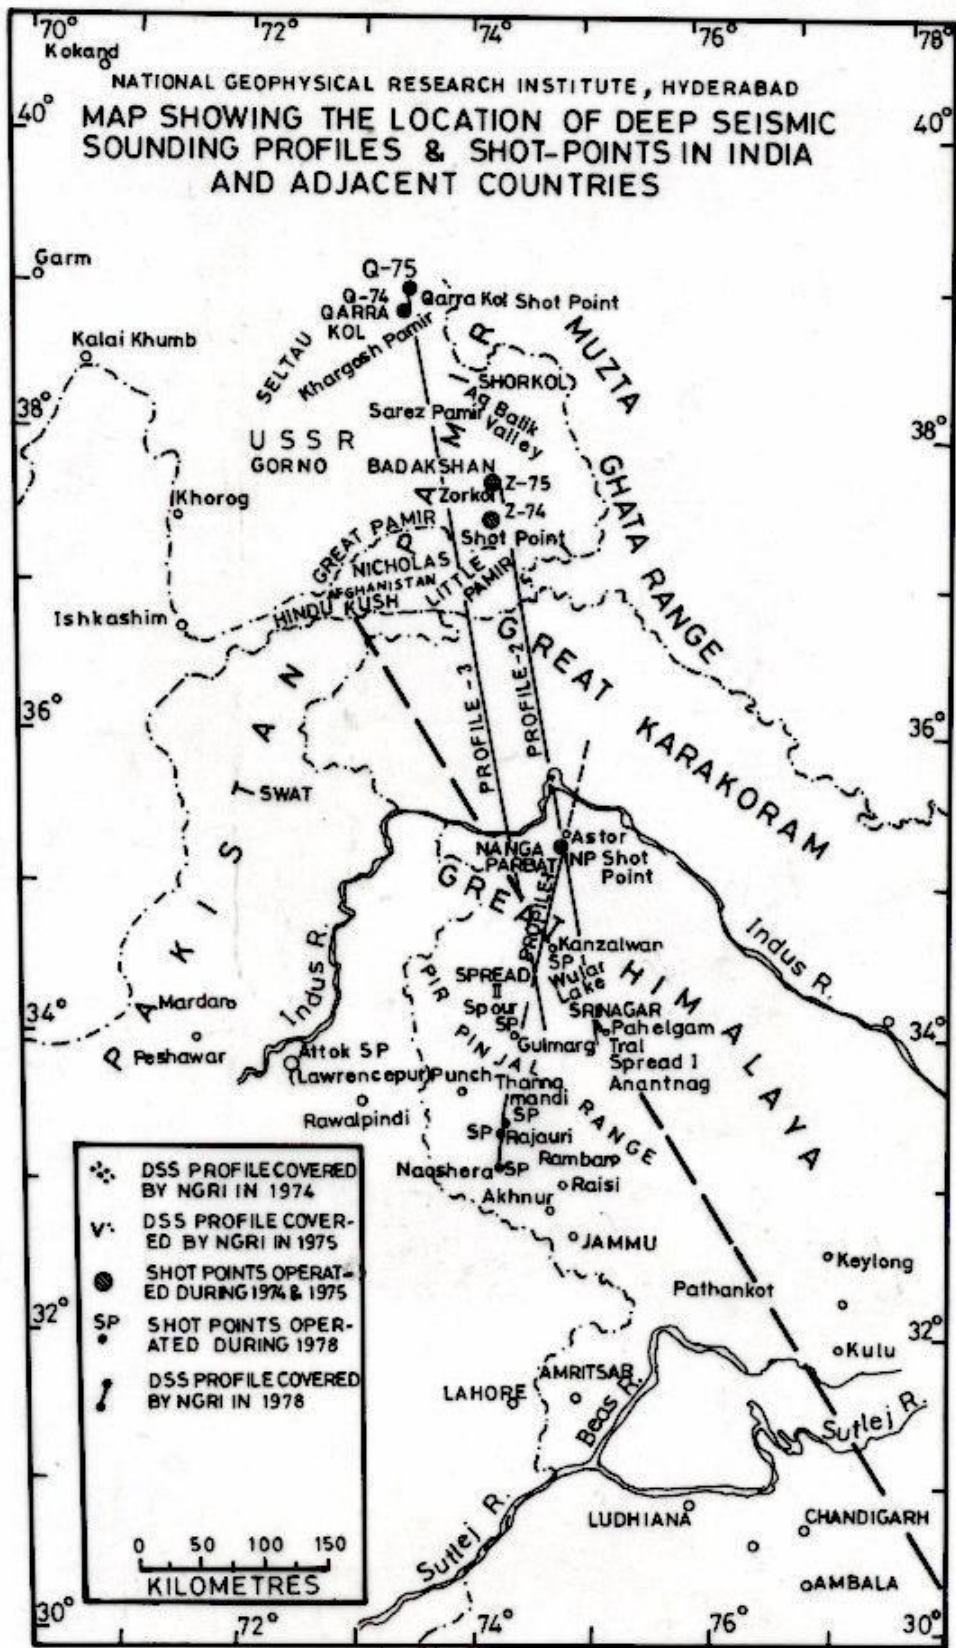 70° 72° 74° 76° 78°
Kokand
NATIONAL GEOPHYSICAL RESEARCH INSTITUTE, HYDERABAD
40° 40°
MAP SHOWING THE LOCATION OF DEEP SEISMIC
SOUNDING PROFILES & SHOT-POINTS IN INDIA
AND ADJACENT COUNTRIES
Garm
Q-75
Q-74
Qarra Kol Shot Point
QARRA
KOL
SELTAU
Khargosh Pamir
Kalai Khumb
MUZTA GHATA RANGE
SHORKOL
PAMIR
Aq Balik
Valley
Sarez Pamir
38° 38°
USSR
GORNO BADAKSHAN
Z-75
Zorkol
Z-74
Shot Point
Khorog
GREAT PAMIR
NICHOLAS
AFGHANISTAN
HINDU KUSH
LITTLE
PAMIRS
Ishkashim
GREAT KARAKORAM
PROFILE-3
PROFILE-2
36° 36°
PAKISTAN
SWAT
Astor
NANGA
PARBAT
NP Shot
Point
GREAT HIMALAYA
PROFILE-1
Indus R.
Indus R.
Kanzalwan
SP I
Wular
Lake
SPREAD
II
Spour
SP
Gulmarg
SRINAGAR
Pahelgam
Tral
Spread I
Anantnag
PIR PINJAL RANGE
34° 34°
Mardan
Peshawar
Attok SP
(Lawrencepur)
Rawalpindi
Punch
Thanna
mandi
SP
SP
Rajauri
Naoshera
SP
Ramban
Raisi
Akhnur
JAMMU
Pathankot
Keylong
Kulu
32° 32°
DSS PROFILE COVERED
BY NGRI IN 1974
DSS PROFILE COVER-
ED BY NGRI IN 1975
SHOT POINTS OPERAT-
ED DURING 1974 & 1975
SP
SHOT POINTS OPER-
ATED DURING 1978
DSS PROFILE COVERED
BY NGRI IN 1978
0 50 100 150
KILOMETRES
LAHORE
AMRITSAR
Beas R.
Sutlej R.
Sutlej R.
LUDHIANA
CHANDIGARH
AMBALA
30° 72° 74° 76° 30°